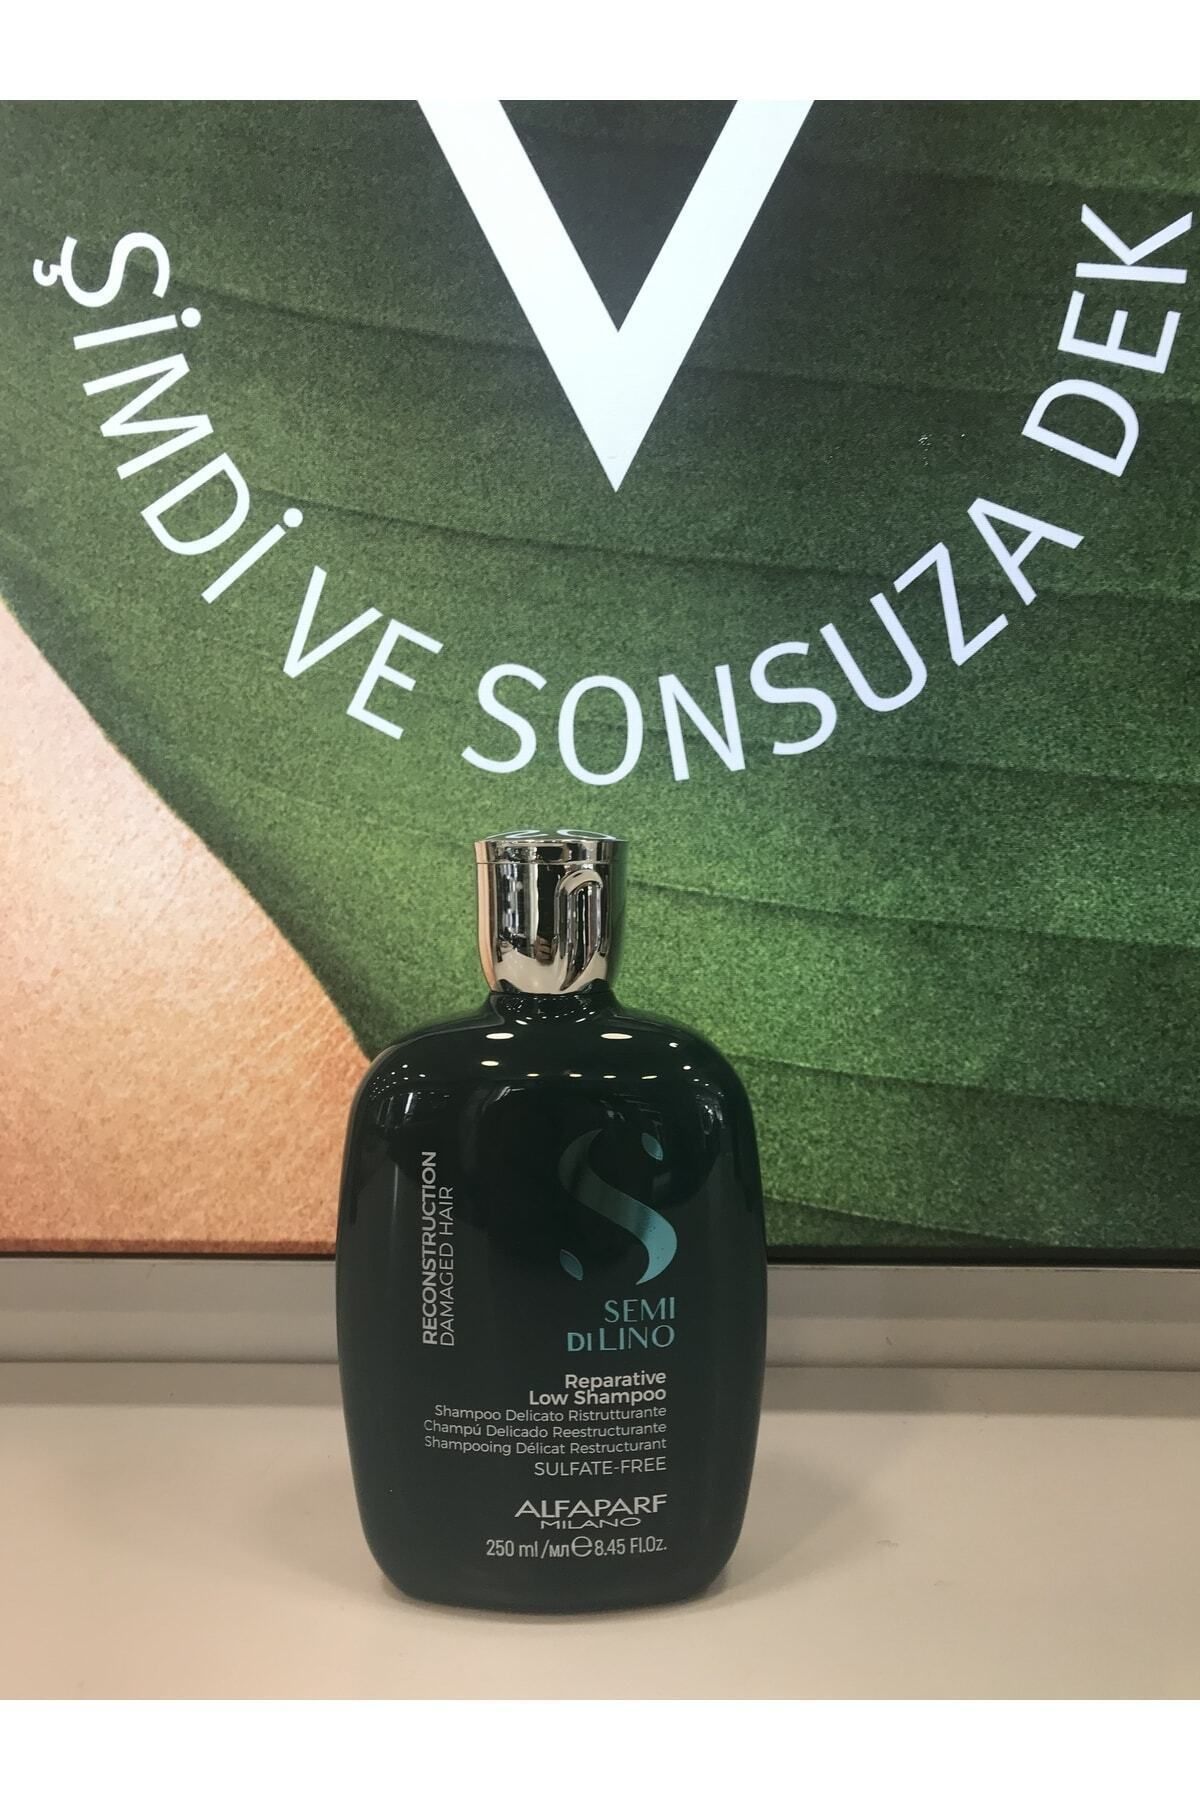 ŞİMDİ VE SONSUZA DEK
RECONSTRUCTION
DAMAGED HAIR
SEMI
DI LINO
Reparative
Low Shampoo
Shampoo Delicato Ristrutturante
Champú Delicado Reestructurante
Shampooing Délicat Restructurant
SULFATE-FREE
ALFAPARF
MILANO
250 ml/мл ℮ 8.45 Fl.Oz.